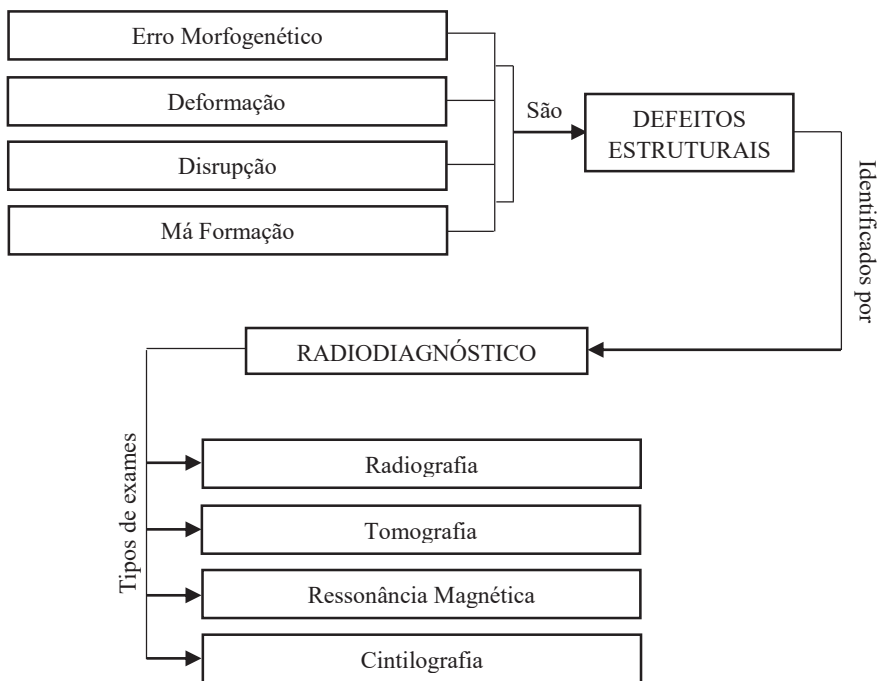 Erro Morfogenético
Deformação
Disrupção
Má Formação
São
DEFEITOS
ESTRUTURAIS
Identificados por
RADIODIAGNÓSTICO
Tipos de exames
Radiografia
Tomografia
Ressonância Magnética
Cintilografia